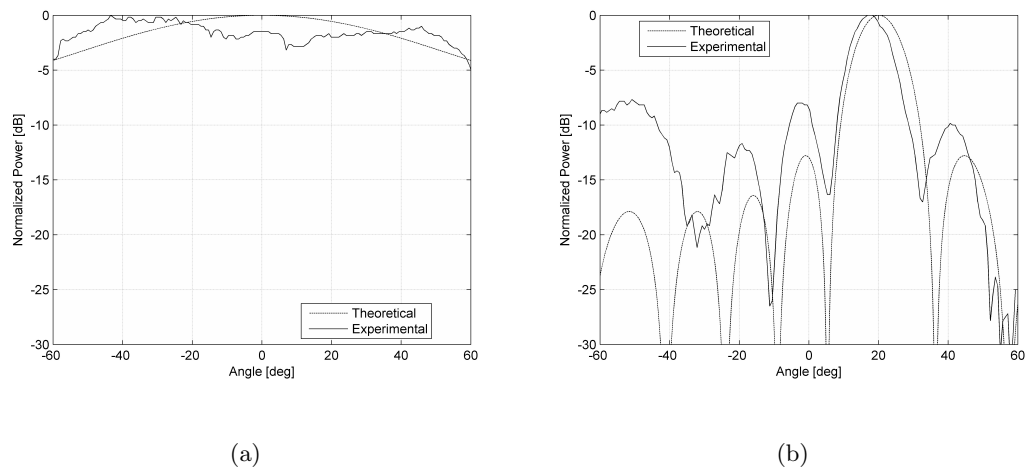 0
-5
-10
-15
-20
-25
-30
Normalized Power [dB]
Theoretical
Experimental
-60 -40 -20 0 20 40 60
Angle [deg]
(a)
0
-5
-10
-15
-20
-25
-30
Normalized Power [dB]
Theoretical
Experimental
-60 -40 -20 0 20 40 60
Angle [deg]
(b)